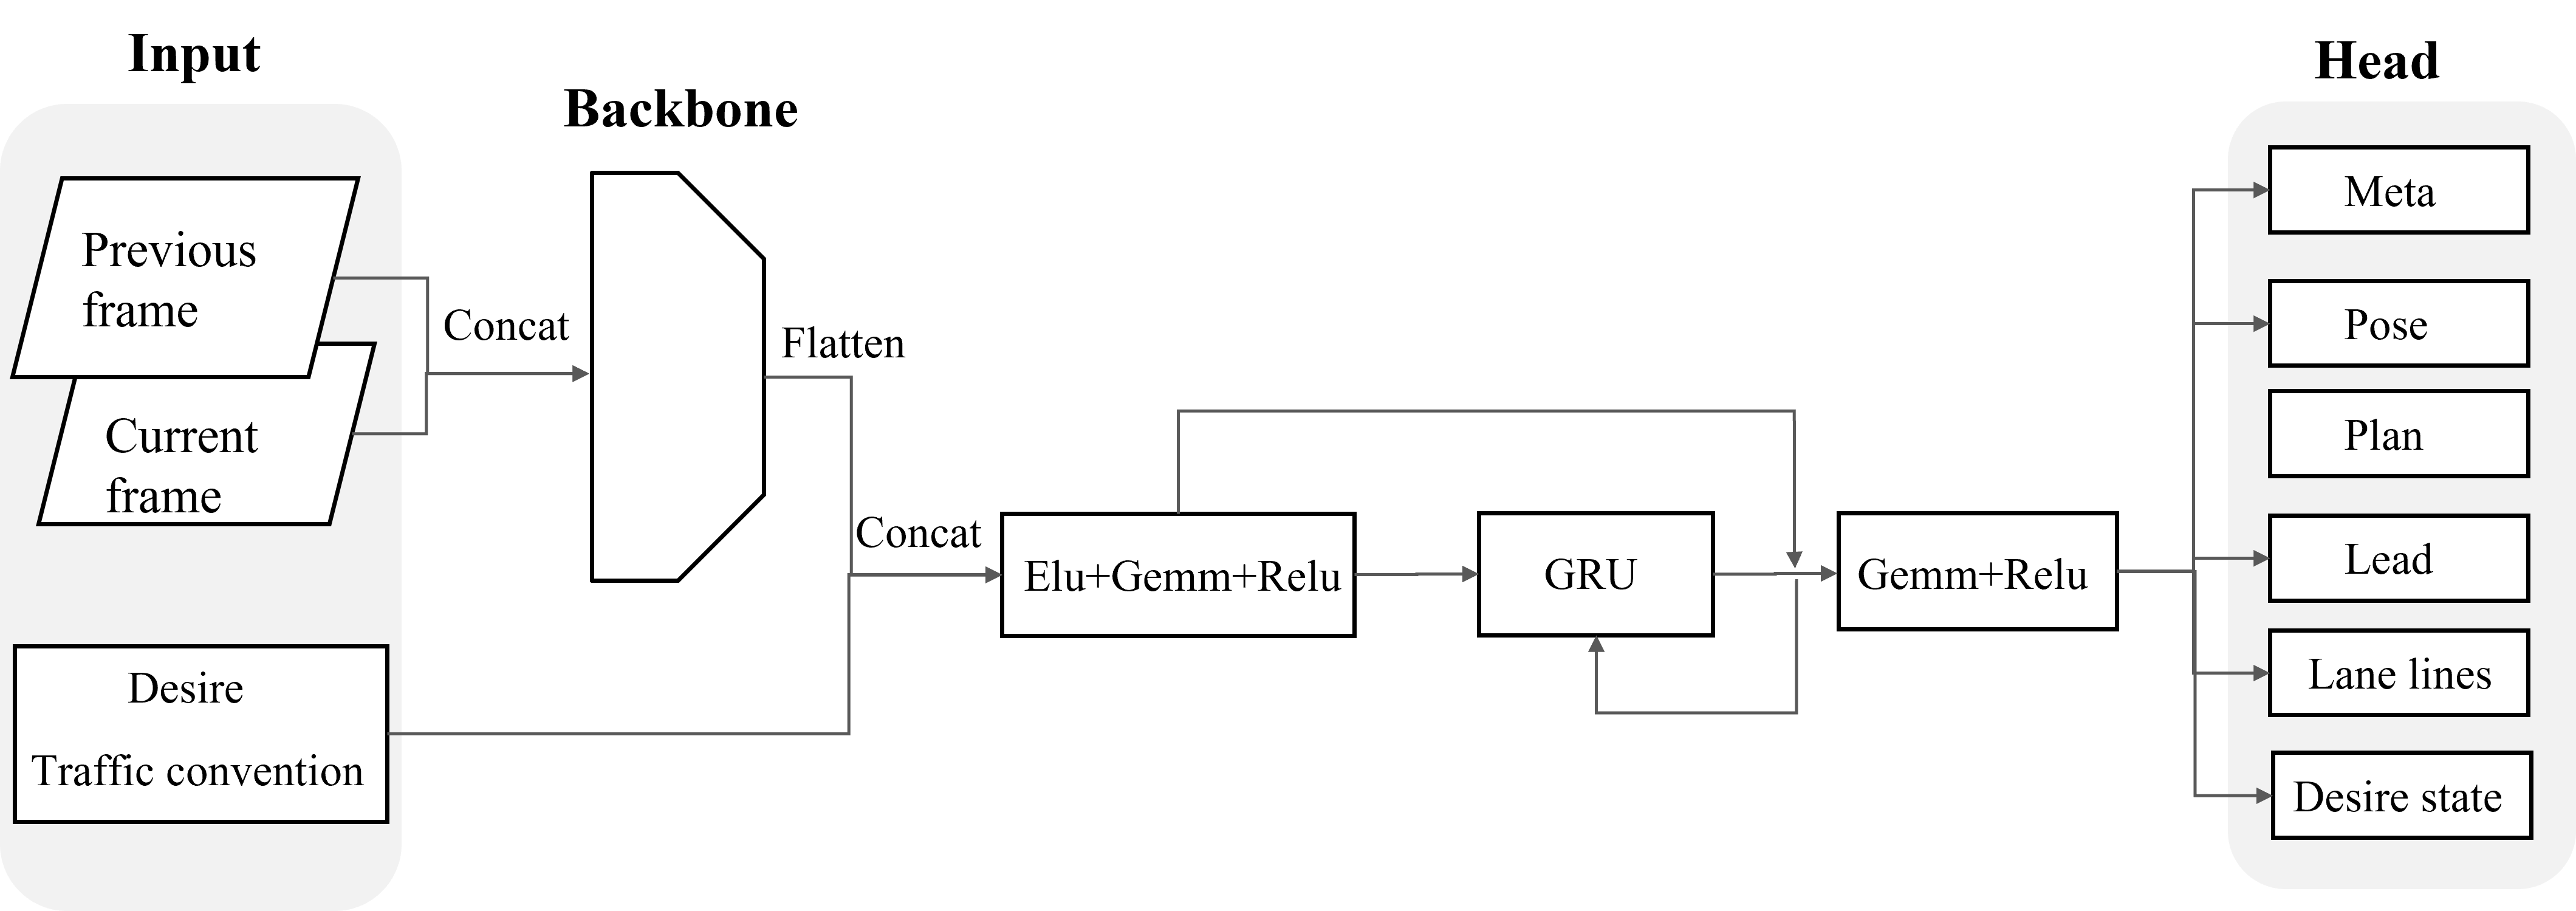 Input
Previous
frame
Current
frame
Desire
Traffic convention
Concat
Backbone
Flatten
Concat
Elu+Gemm+Relu
GRU
Gemm+Relu
Head
Meta
Pose
Plan
Lead
Lane lines
Desire state